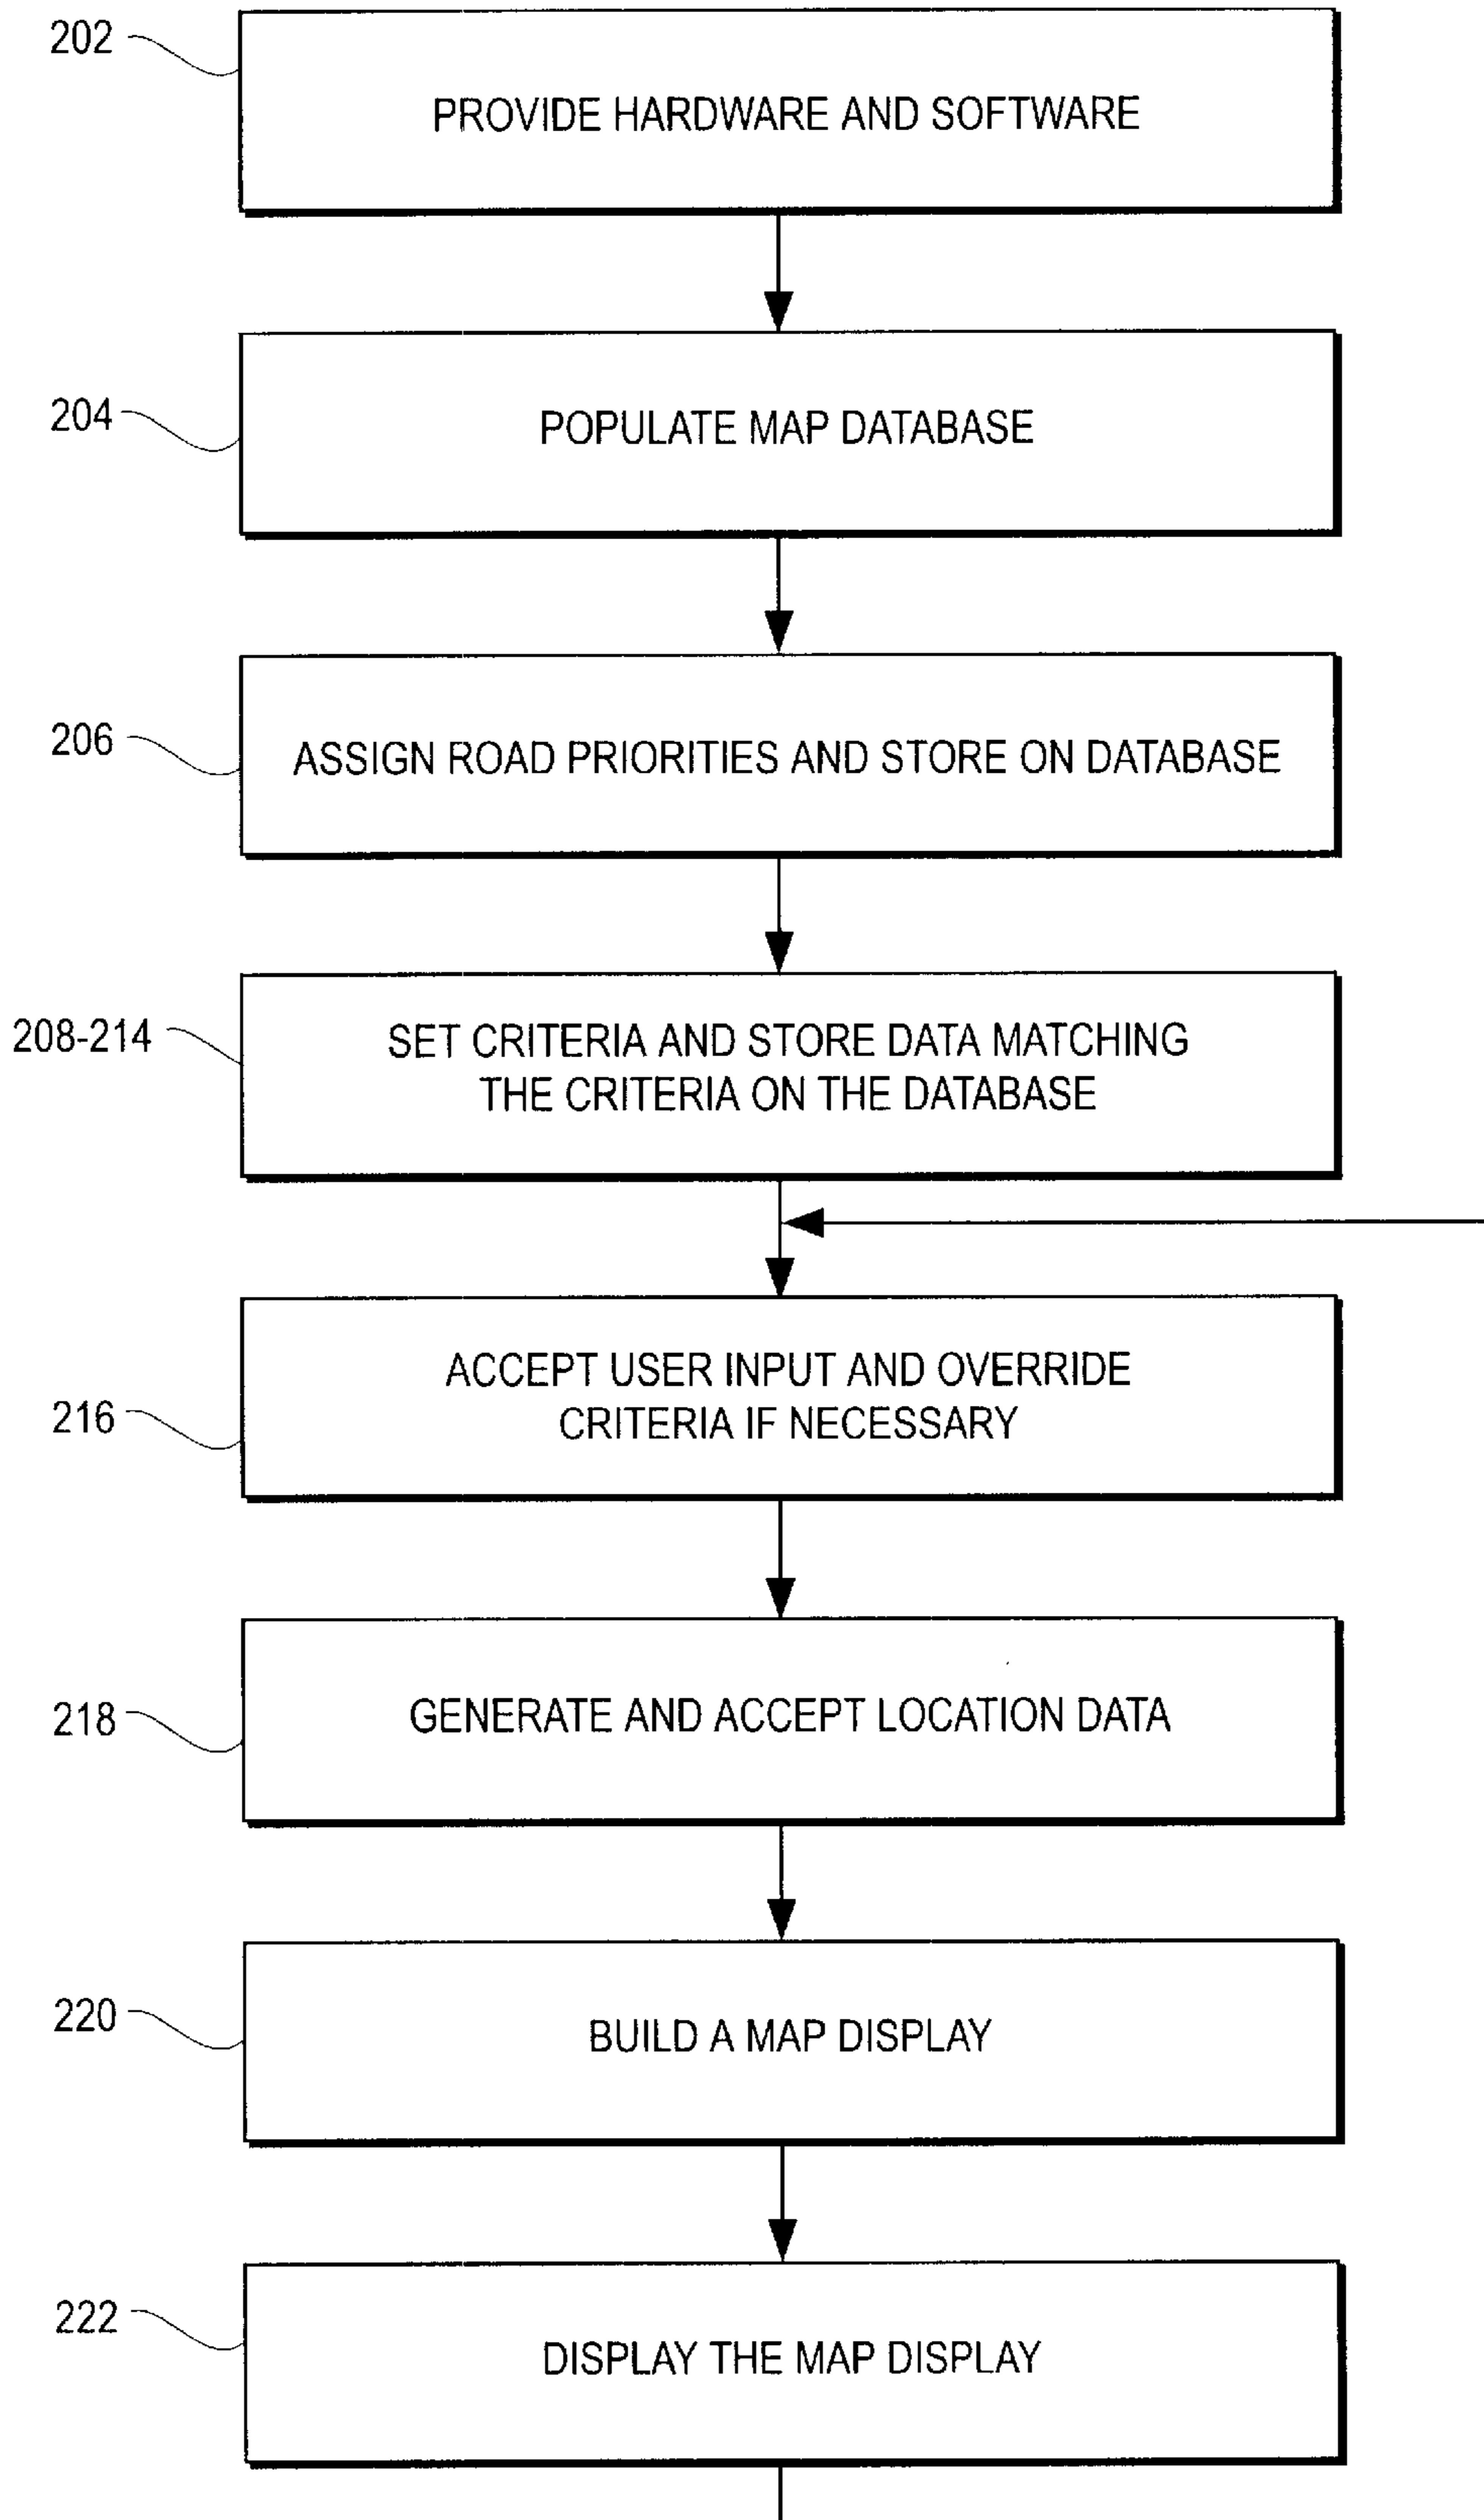 202
PROVIDE HARDWARE AND SOFTWARE
204
POPULATE MAP DATABASE
206
ASSIGN ROAD PRIORITIES AND STORE ON DATABASE
208-214
SET CRITERIA AND STORE DATA MATCHING
THE CRITERIA ON THE DATABASE
216
ACCEPT USER INPUT AND OVERRIDE
CRITERIA IF NECESSARY
218
GENERATE AND ACCEPT LOCATION DATA
220
BUILD A MAP DISPLAY
222
DISPLAY THE MAP DISPLAY